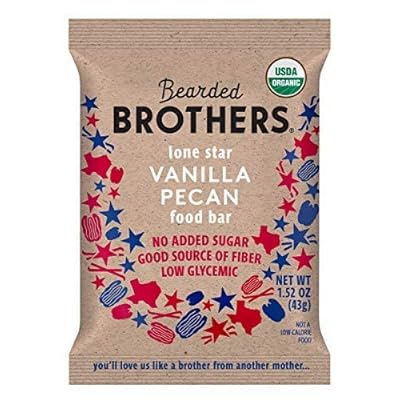 USDA
ORGANIC
Bearded
BROTHERS®
lone star
VANILLA
PECAN
food bar
NO ADDED SUGAR
GOOD SOURCE OF FIBER
LOW GLYCEMIC
NET WT
1.52 OZ
(43g)
NOT A
LOW-CALORIE
FOOD
you'll love us like a brother from another mother...